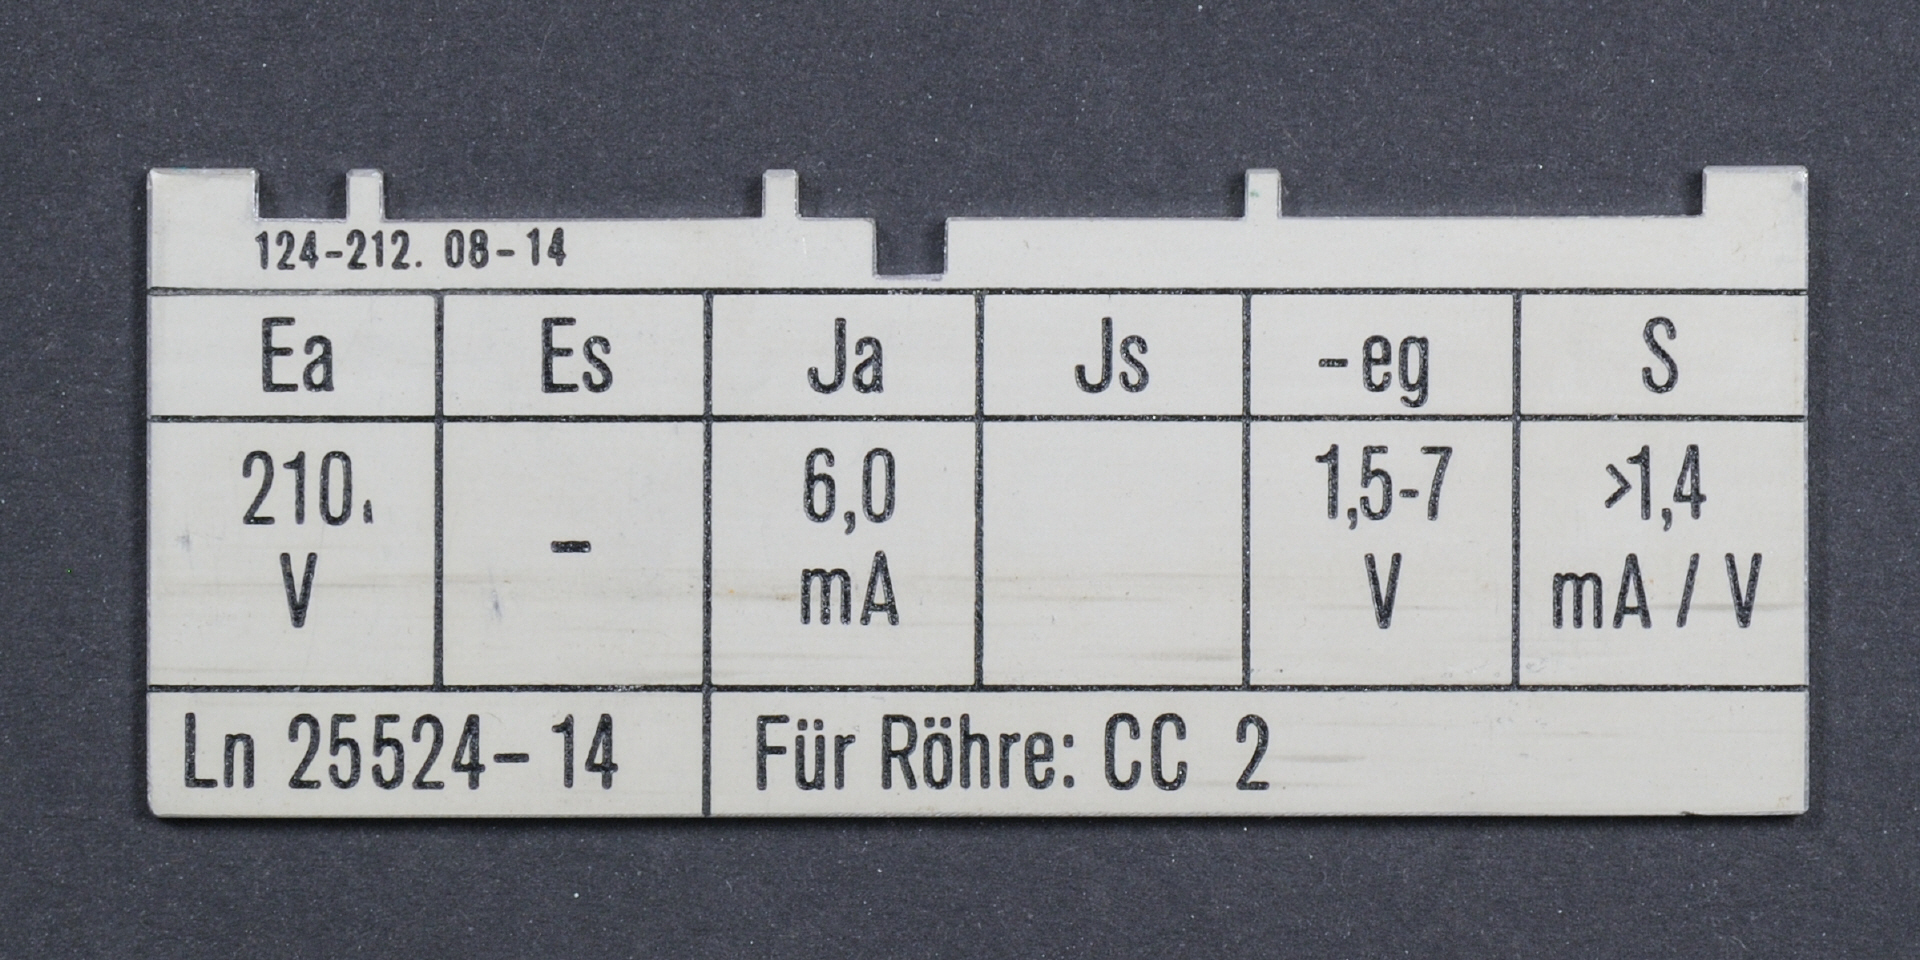 124-212. 08-14
Ea Es Ja Js -eg S
210. - 6,0 1,5-7 >1,4
V mA V mA / V
Ln 25524-14 Für Röhre: CC 2